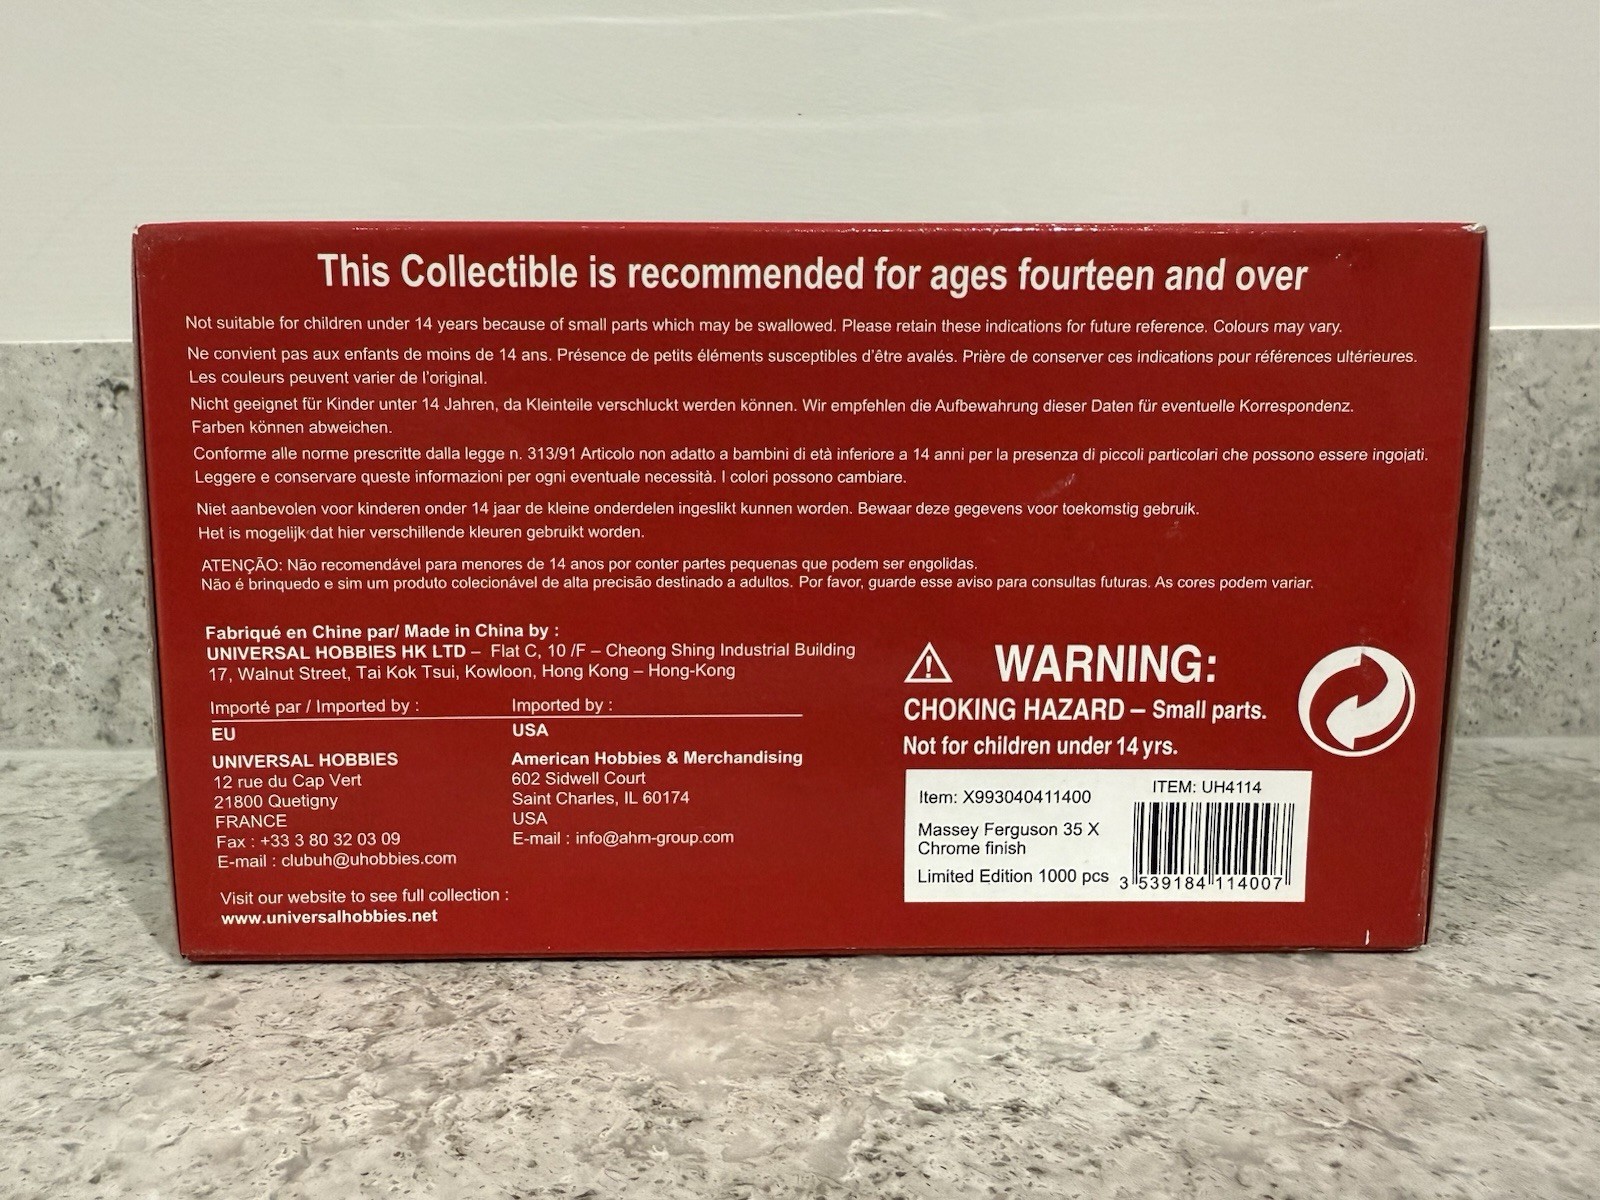 This Collectible is recommended for ages fourteen and over
Not suitable for children under 14 years because of small parts which may be swallowed. Please retain these indications for future reference. Colours may vary.
Ne convient pas aux enfants de moins de 14 ans. Présence de petits éléments susceptibles d'être avalés. Prière de conserver ces indications pour références ultérieures.
Les couleurs peuvent varier de l'original.
Nicht geeignet für Kinder unter 14 Jahren, da Kleinteile verschluckt werden können. Wir empfehlen die Aufbewahrung dieser Daten für eventuelle Korrespondenz.
Farben können abweichen.
Conforme alle norme prescritte dalla legge n. 313/91 Articolo non adatto a bambini di età inferiore a 14 anni per la presenza di piccoli particolari che possono essere ingoiati.
Leggere e conservare queste informazioni per ogni eventuale necessità. I colori possono cambiare.
Niet aanbevolen voor kinderen onder 14 jaar de kleine onderdelen ingeslikt kunnen worden. Bewaar deze gegevens voor toekomstig gebruik.
Het is mogelijk dat hier verschillende kleuren gebruikt worden.
ATENÇÃO: Não recomendável para menores de 14 anos por conter partes pequenas que podem ser engolidas.
Não é brinquedo e sim um produto colecionável de alta precisão destinado a adultos. Por favor, guarde esse aviso para consultas futuras. As cores podem variar.
Fabriqué en Chine par/ Made in China by :
UNIVERSAL HOBBIES HK LTD – Flat C, 10 /F – Cheong Shing Industrial Building
17, Walnut Street, Tai Kok Tsui, Kowloon, Hong Kong – Hong-Kong
Importé par / Imported by :
EU
UNIVERSAL HOBBIES
12 rue du Cap Vert
21800 Quetigny
FRANCE
Fax : +33 3 80 32 03 09
E-mail : clubuh@uhobbies.com
Imported by :
USA
American Hobbies & Merchandising
602 Sidwell Court
Saint Charles, IL 60174
USA
E-mail : info@ahm-group.com
Visit our website to see full collection :
www.universalhobbies.net
WARNING:
CHOKING HAZARD – Small parts.
Not for children under 14 yrs.
Item: X993040411400
Massey Ferguson 35 X
Chrome finish
Limited Edition 1000 pcs
ITEM: UH4114
3 539184 114007